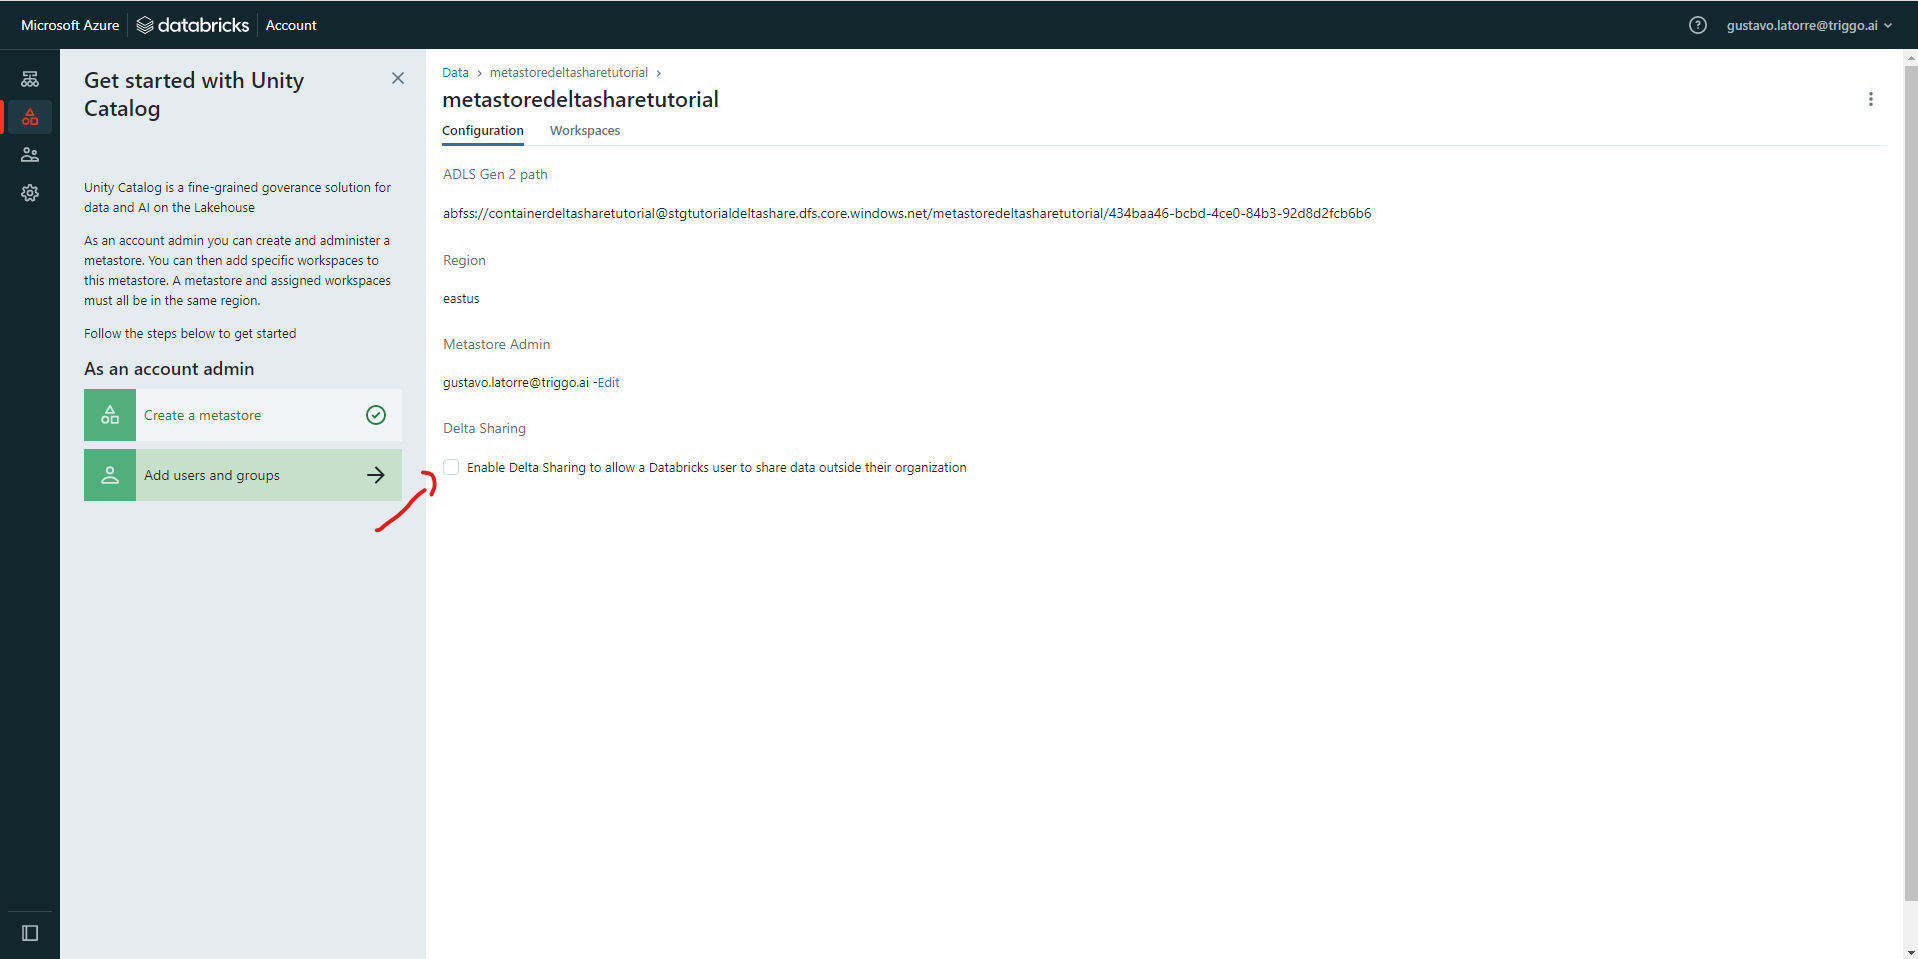 Microsoft Azure databricks Account
gustavo.latorre@triggo.ai
Get started with Unity
Catalog
Unity Catalog is a fine-grained goverance solution for
data and AI on the Lakehouse
As an account admin you can create and administer a
metastore. You can then add specific workspaces to
this metastore. A metastore and assigned workspaces
must all be in the same region.
Follow the steps below to get started
As an account admin
Create a metastore
Add users and groups
Data › metastoredeltasharetutorial ›
metastoredeltasharetutorial
Configuration Workspaces
ADLS Gen 2 path
abfss://containerdeltasharetutorial@stgtutorialdeltashare.dfs.core.windows.net/metastoredeltasharetutorial/434baa46-bcbd-4ce0-84b3-92d8d2fcb6b6
Region
eastus
Metastore Admin
gustavo.latorre@triggo.ai -Edit
Delta Sharing
Enable Delta Sharing to allow a Databricks user to share data outside their organization